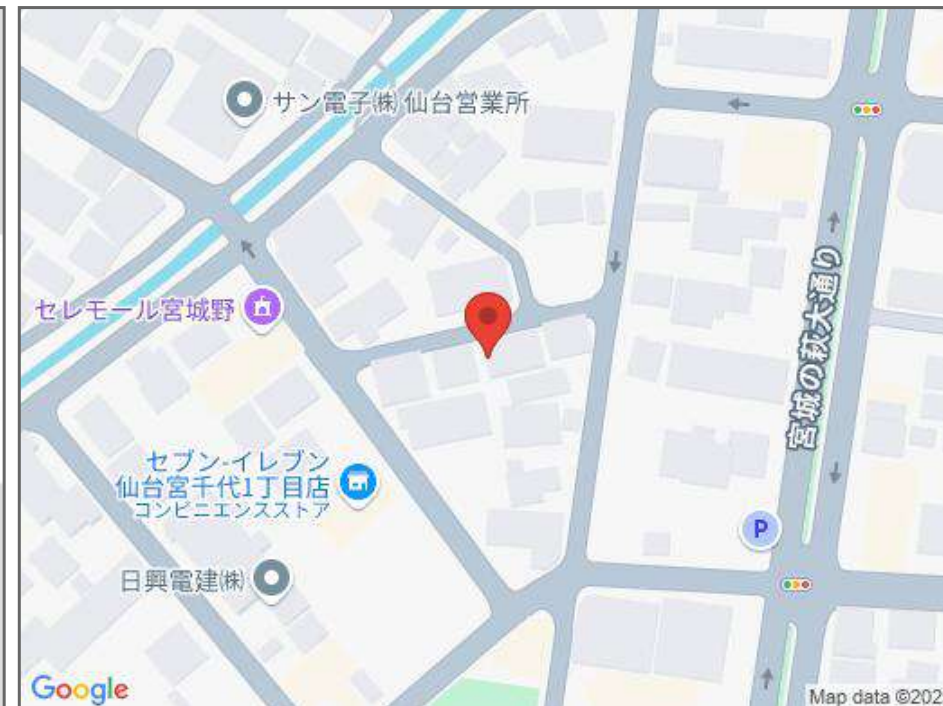 サン電子㈱ 仙台営業所
セレモール宮城野
宮城の萩大通り
セブン-イレブン
仙台宮千代1丁目店
コンビニエンスストア
P
日興電建㈱
Google
Map data ©202